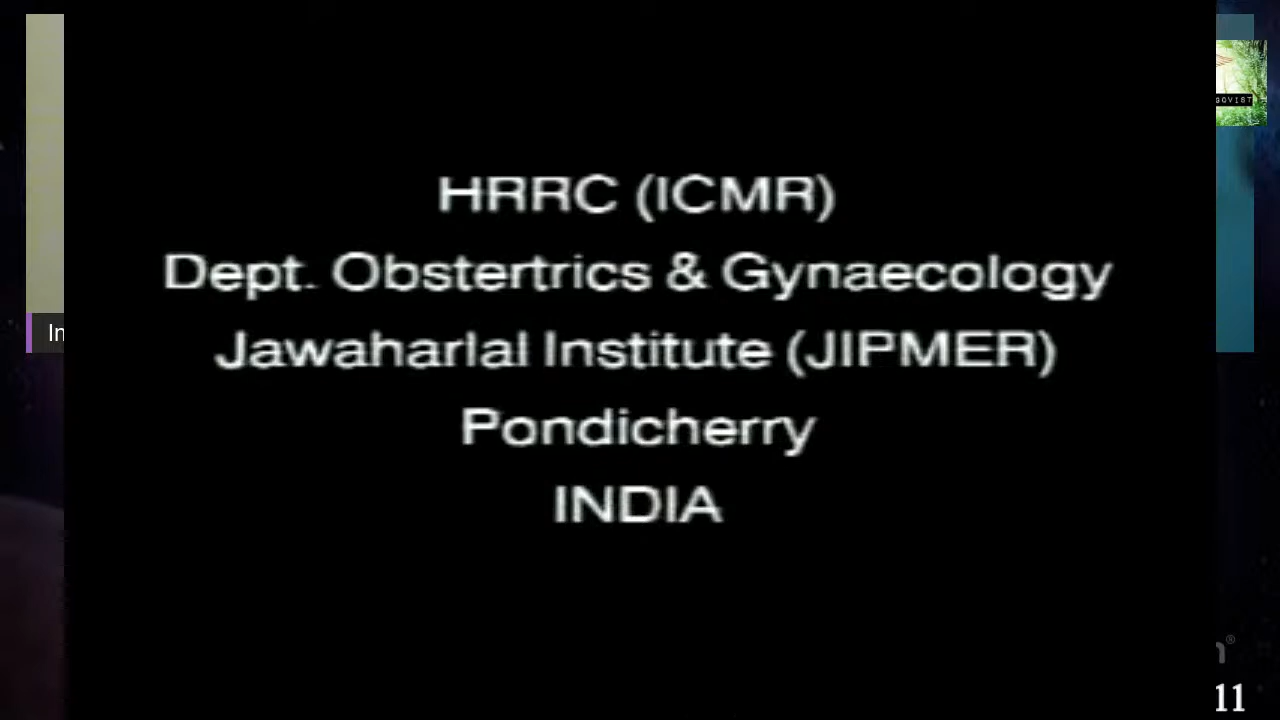 HRRC (ICMR)
Dept. Obstertrics & Gynaecology
Jawaharlal Institute (JIPMER)
Pondicherry
INDIA
11